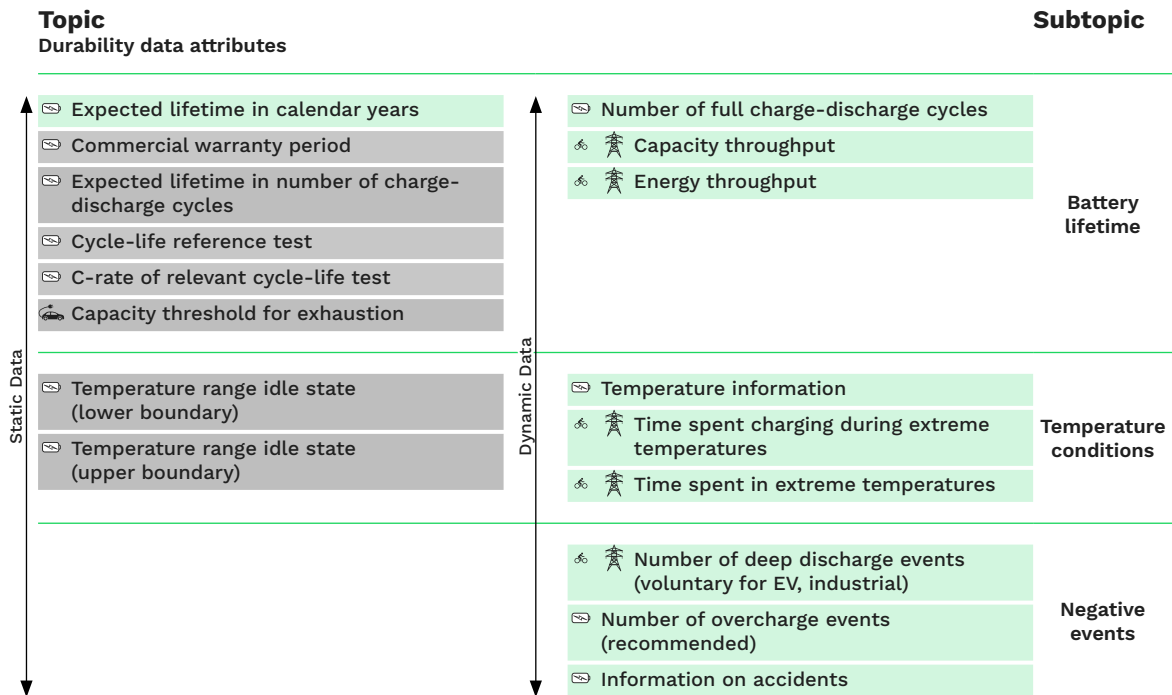 Topic
Durability data attributes
Subtopic
Static Data
Expected lifetime in calendar years
Commercial warranty period
Expected lifetime in number of charge-
discharge cycles
Cycle-life reference test
C-rate of relevant cycle-life test
Capacity threshold for exhaustion
Temperature range idle state
(lower boundary)
Temperature range idle state
(upper boundary)
Dynamic Data
Number of full charge-discharge cycles
Capacity throughput
Energy throughput
Battery
lifetime
Temperature information
Time spent charging during extreme
temperatures
Time spent in extreme temperatures
Temperature
conditions
Number of deep discharge events
(voluntary for EV, industrial)
Number of overcharge events
(recommended)
Information on accidents
Negative
events